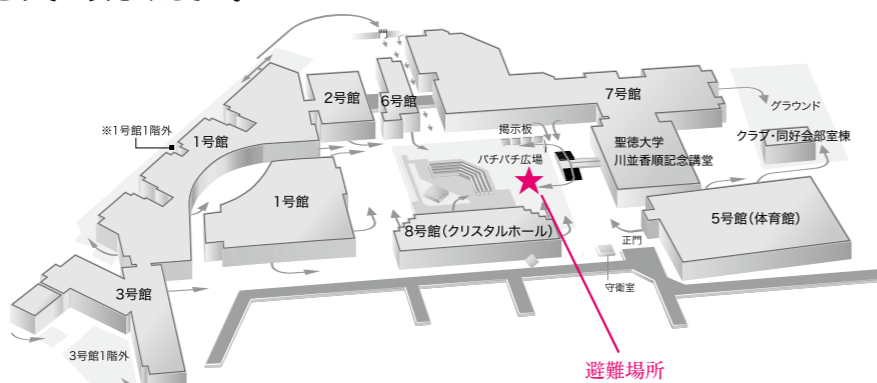 門
2号館
6号館
7号館
グラウンド
※1号館1階外
1号館
掲示板
聖徳大学
川並香順記念講堂
クラブ・同好会部室棟
パチパチ広場
1号館
8号館(クリスタルホール)
5号館(体育館)
正門
守衛室
3号館
3号館1階外
避難場所